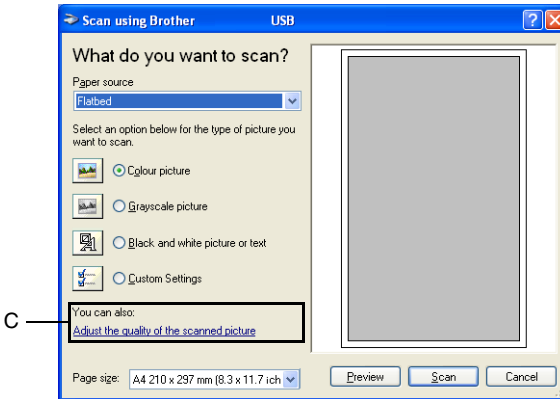 Scan using Brother USB
What do you want to scan?
Paper source
Flatbed
Select an option below for the type of picture you
want to scan.
Colour picture
Grayscale picture
Black and white picture or text
Custom Settings
C
You can also:
Adjust the quality of the scanned picture
Page size: A4 210 x 297 mm (8.3 x 11.7 ich
Preview Scan Cancel